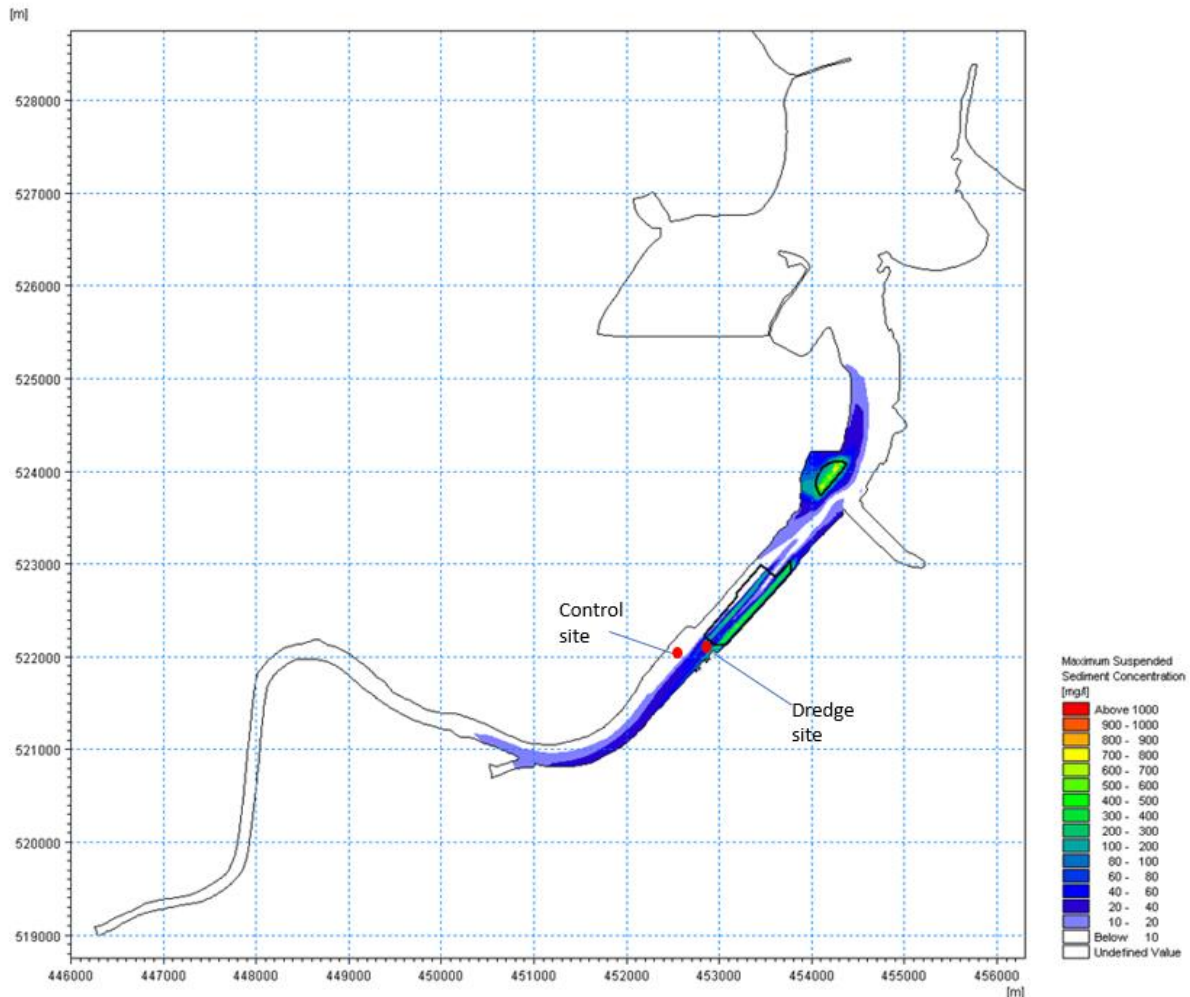 [m]
528000
527000
526000
525000
524000
523000
522000
521000
520000
519000
Control
site
Dredge
site
446000 447000 448000 449000 450000 451000 452000 453000 454000 455000 456000
[m]
Maximum Suspended
Sediment Concentration
[mg/l]
Above 1000
900 - 1000
800 - 900
700 - 800
600 - 700
500 - 600
400 - 500
300 - 400
200 - 300
100 - 200
80 - 100
60 - 80
40 - 60
20 - 40
10 - 20
Below 10
Undefined Value